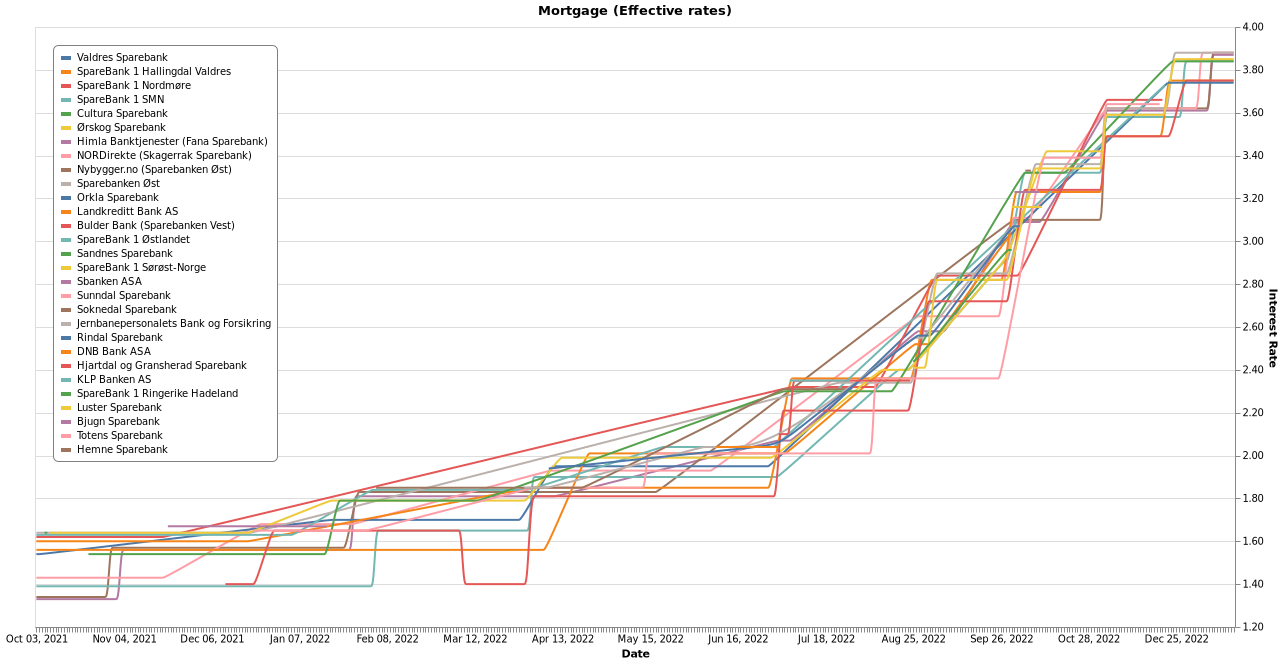 Mortgage (Effective rates)
Valdres Sparebank
SpareBank 1 Hallingdal Valdres
SpareBank 1 Nordmøre
SpareBank 1 SMN
Cultura Sparebank
Ørskog Sparebank
Himla Banktjenester (Fana Sparebank)
NORDirekte (Skagerrak Sparebank)
Nybygger.no (Sparebanken Øst)
Sparebanken Øst
Orkla Sparebank
Landkreditt Bank AS
Bulder Bank (Sparebanken Vest)
SpareBank 1 Østlandet
Sandnes Sparebank
SpareBank 1 Sørøst-Norge
Sbanken ASA
Sunndal Sparebank
Soknedal Sparebank
Jernbanepersonalets Bank og Forsikring
Rindal Sparebank
DNB Bank ASA
Hjartdal og Gransherad Sparebank
KLP Banken AS
SpareBank 1 Ringerike Hadeland
Luster Sparebank
Bjugn Sparebank
Totens Sparebank
Hemne Sparebank
4.00
3.80
3.60
3.40
3.20
3.00
2.80
2.60
2.40
2.20
2.00
1.80
1.60
1.40
1.20
Interest Rate
Oct 03, 2021 Nov 04, 2021 Dec 06, 2021 Jan 07, 2022 Feb 08, 2022 Mar 12, 2022 Apr 13, 2022 May 15, 2022 Jun 16, 2022 Jul 18, 2022 Aug 25, 2022 Sep 26, 2022 Oct 28, 2022 Dec 25, 2022
Date